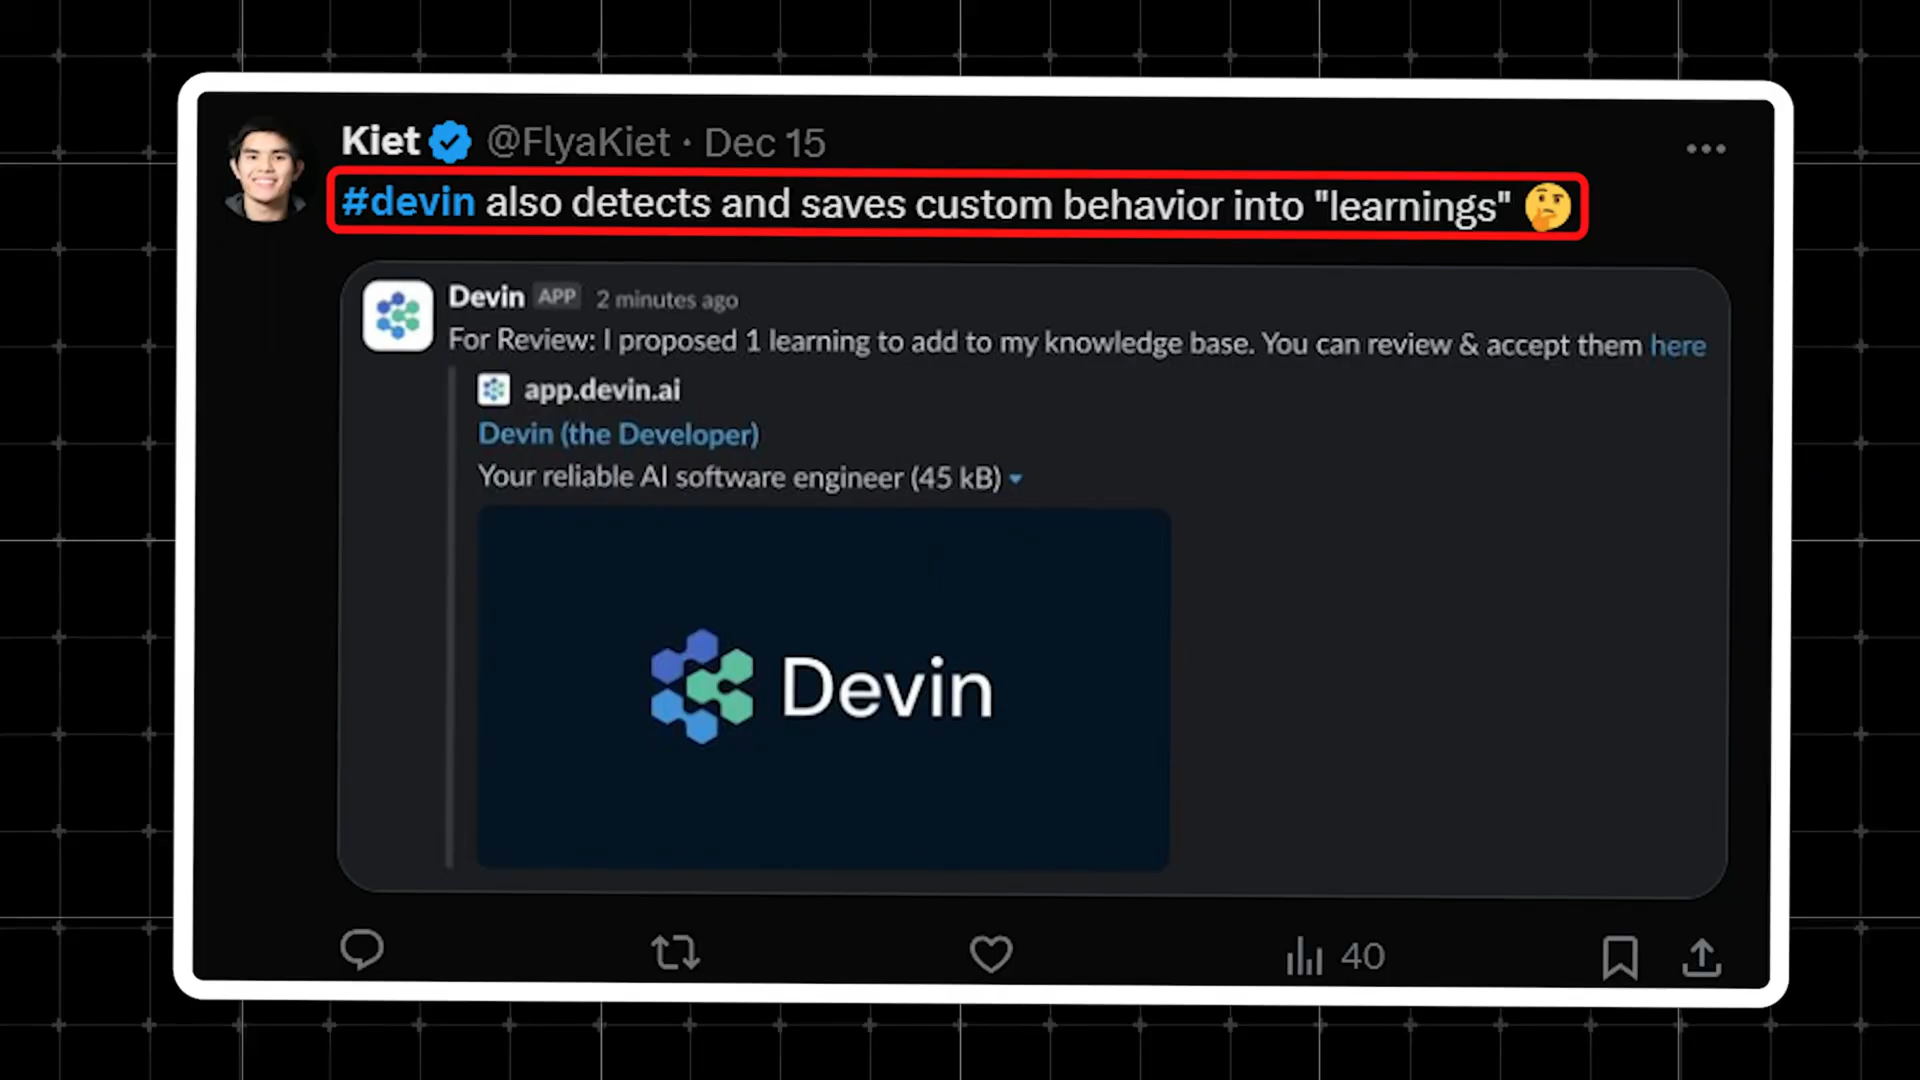 Kiet @FlyaKiet · Dec 15
#devin also detects and saves custom behavior into "learnings" 🤔
Devin APP 2 minutes ago
For Review: I proposed 1 learning to add to my knowledge base. You can review & accept them here
app.devin.ai
Devin (the Developer)
Your reliable AI software engineer (45 kB)
Devin
40